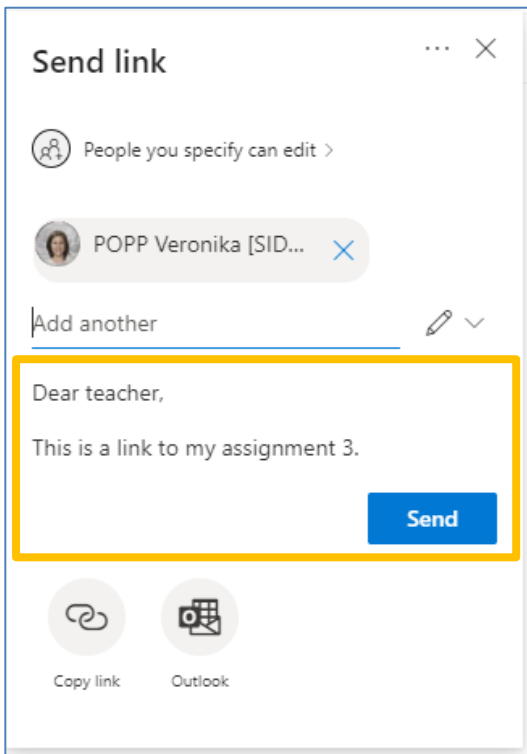 Send link
People you specify can edit >
POPP Veronika [SID...
Add another
Dear teacher,
This is a link to my assignment 3.
Send
Copy link
Outlook